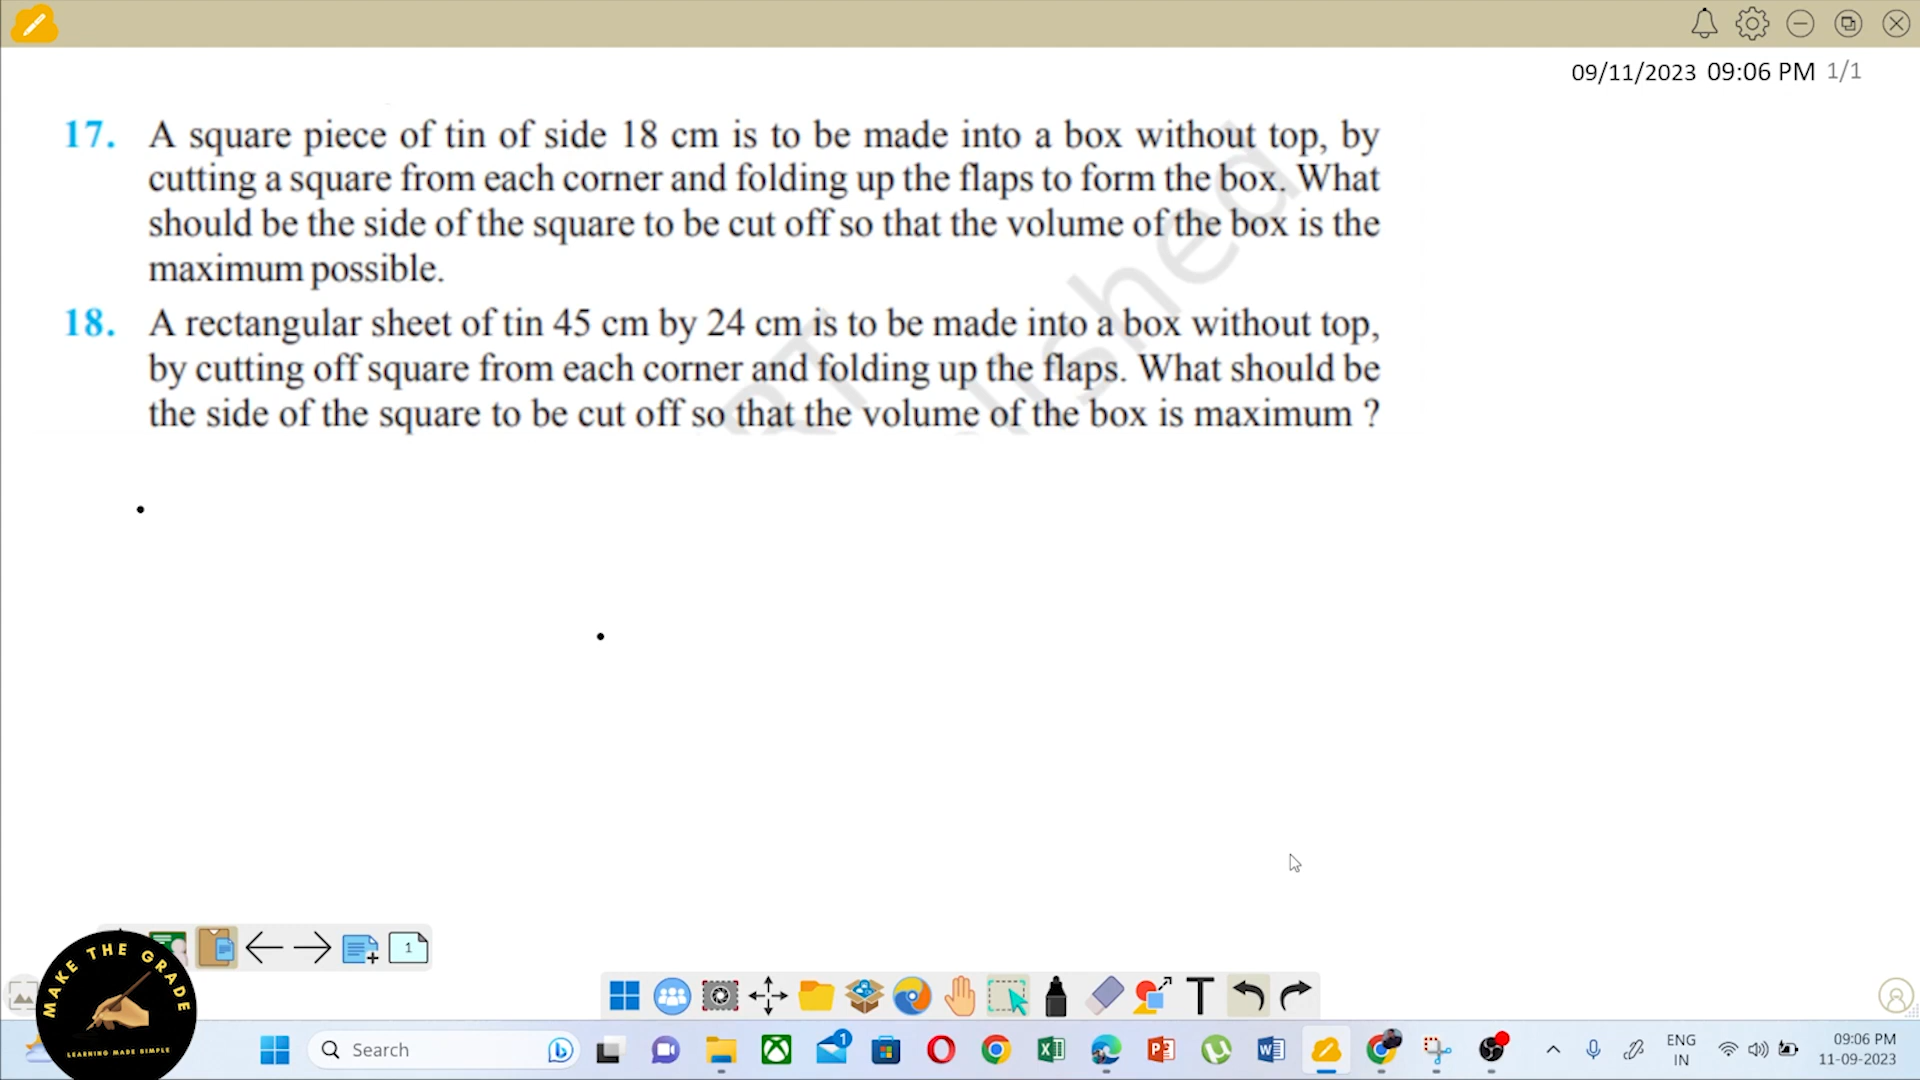 09/11/2023 09:06 PM 1/1
17. A square piece of tin of side 18 cm is to be made into a box without top, by
cutting a square from each corner and folding up the flaps to form the box. What
should be the side of the square to be cut off so that the volume of the box is the
maximum possible.
18. A rectangular sheet of tin 45 cm by 24 cm is to be made into a box without top,
by cutting off square from each corner and folding up the flaps. What should be
the side of the square to be cut off so that the volume of the box is maximum ?
1
MAKE THE GRADE
LEARNING MADE SIMPLE
Search
1
ENG
IN
09:06 PM
11-09-2023